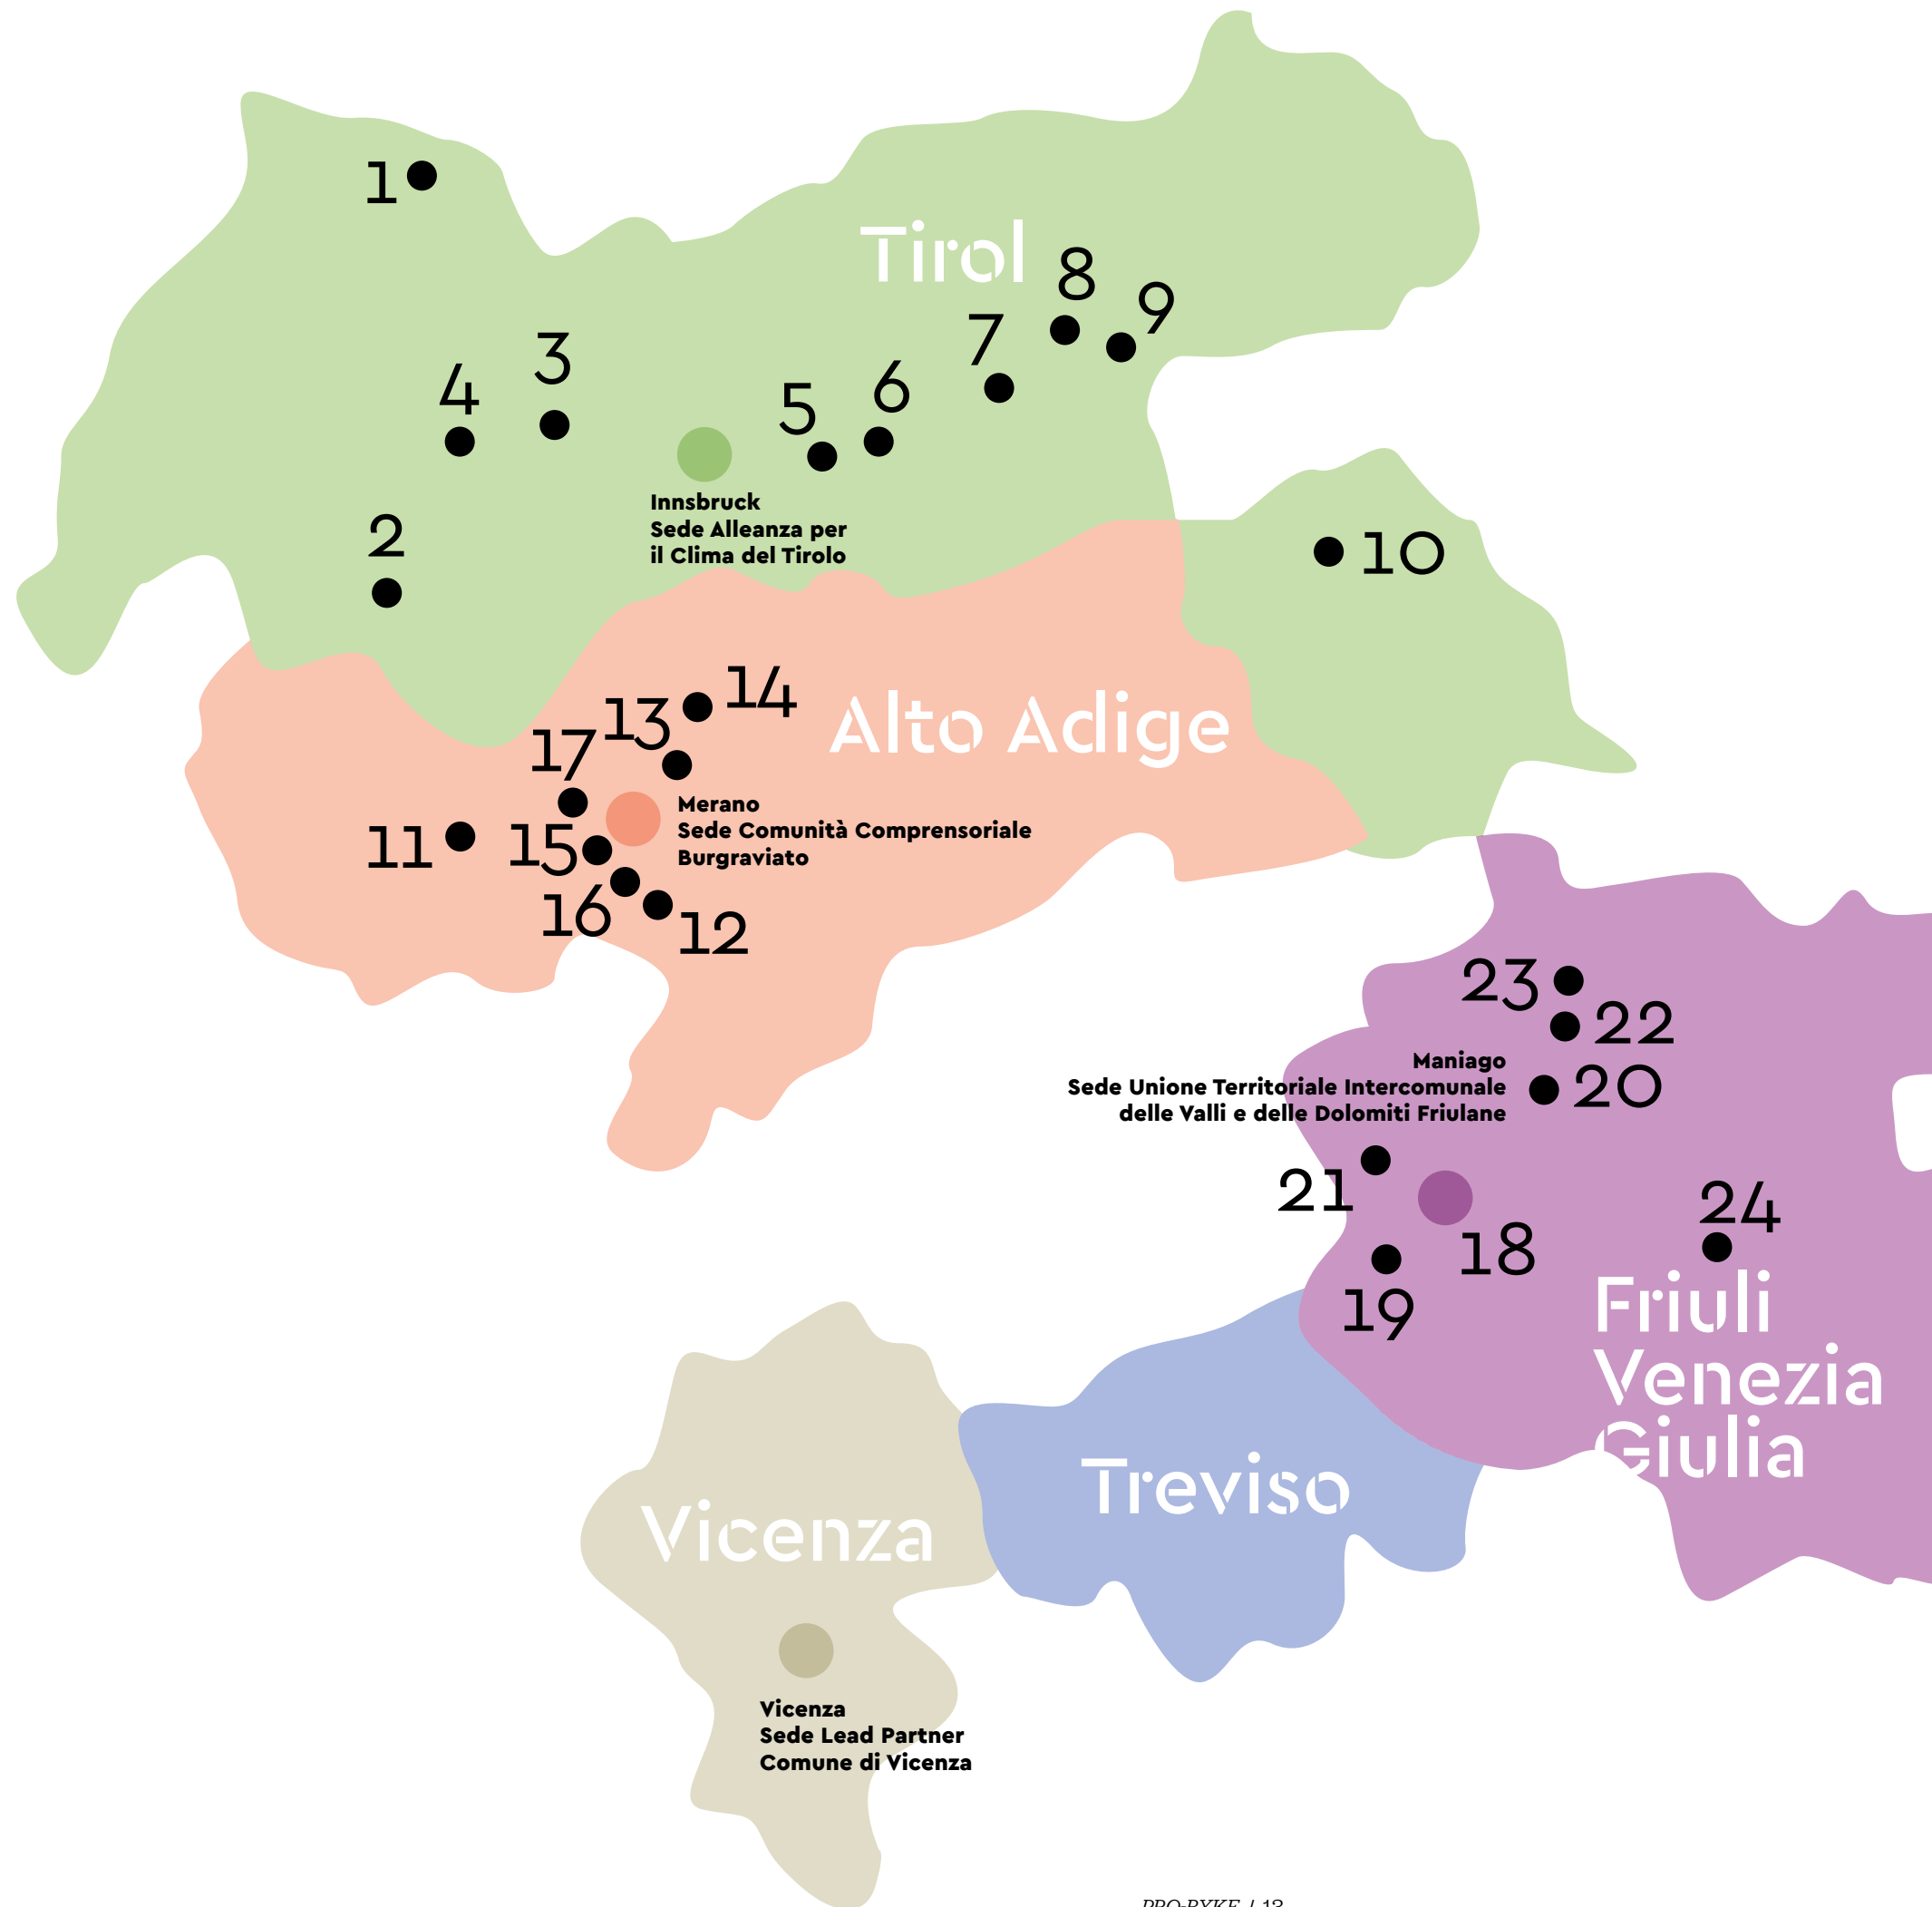 1
Tirol
8
9
7
3
4
6
5
Innsbruck
Sede Alleanza per
il Clima del Tirolo
2
10
14
13
Alto Adige
17
Merano
Sede Comunità Comprensoriale
Burgraviato
11
15
16
12
23
22
Maniago
Sede Unione Territoriale Intercomunale
delle Valli e delle Dolomiti Friulane
20
21
24
18
19
Friuli
Venezia
Giulia
Treviso
Vicenza
Vicenza
Sede Lead Partner
Comune di Vicenza
PRO-BYKE / 13